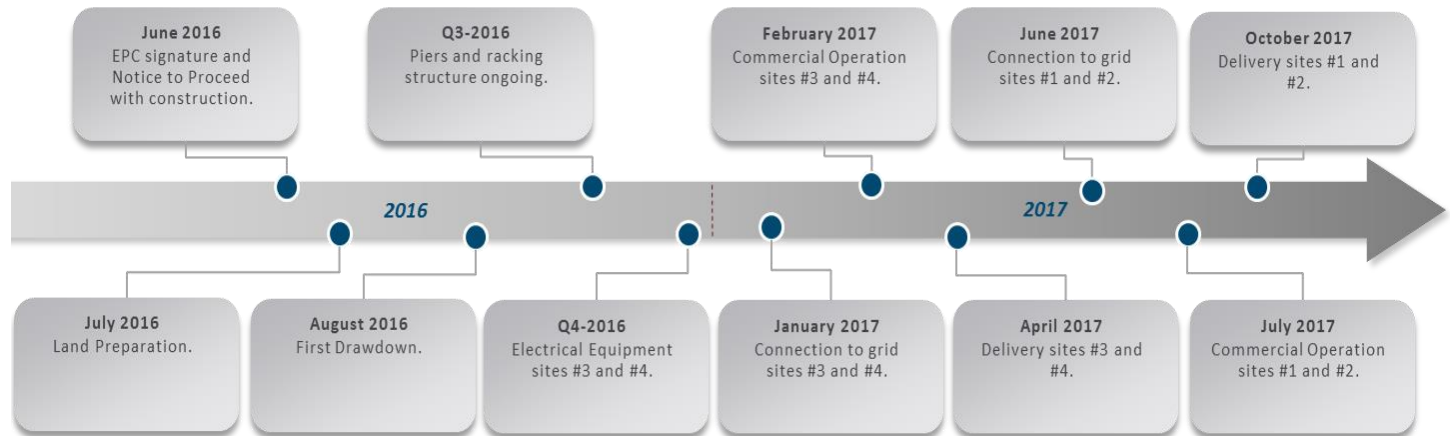 June 2016
EPC signature and
Notice to Proceed
with construction.
Q3-2016
Piers and racking
structure ongoing.
February 2017
Commercial Operation
sites #3 and #4.
June 2017
Connection to grid
sites #1 and #2.
October 2017
Delivery sites #1 and
#2.
2016
2017
July 2016
Land Preparation.
August 2016
First Drawdown.
Q4-2016
Electrical Equipment
sites #3 and #4.
January 2017
Connection to grid
sites #3 and #4.
April 2017
Delivery sites #3 and
#4.
July 2017
Commercial Operation
sites #1 and #2.